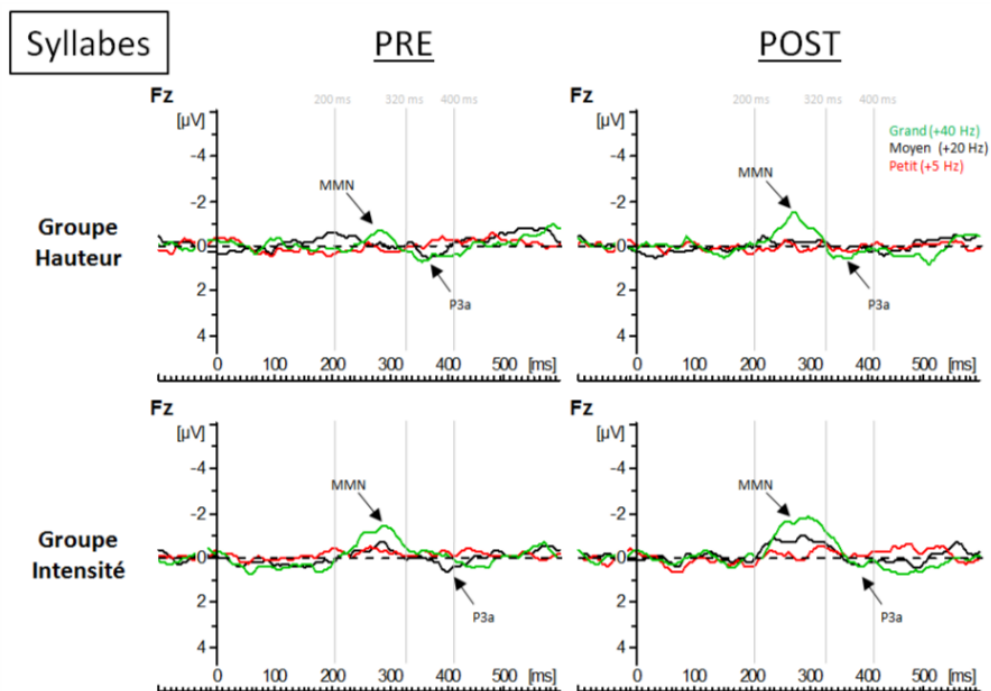 Syllabes
PRE
POST
Fz
200 ms 320 ms 400 ms
[µV]
-4
-2
0
2
4
MMN
P3a
0 100 200 300 400 500 [ms]
Groupe
Hauteur
Fz
200 ms 320 ms 400 ms
[µV]
-4
-2
0
2
4
MMN
P3a
0 100 200 300 400 500 [ms]
Grand (+40 Hz)
Moyen (+20 Hz)
Petit (+5 Hz)
Fz
[µV]
-4
-2
0
2
4
MMN
P3a
0 100 200 300 400 500 [ms]
Groupe
Intensité
Fz
[µV]
-4
-2
0
2
4
MMN
P3a
0 100 200 300 400 500 [ms]